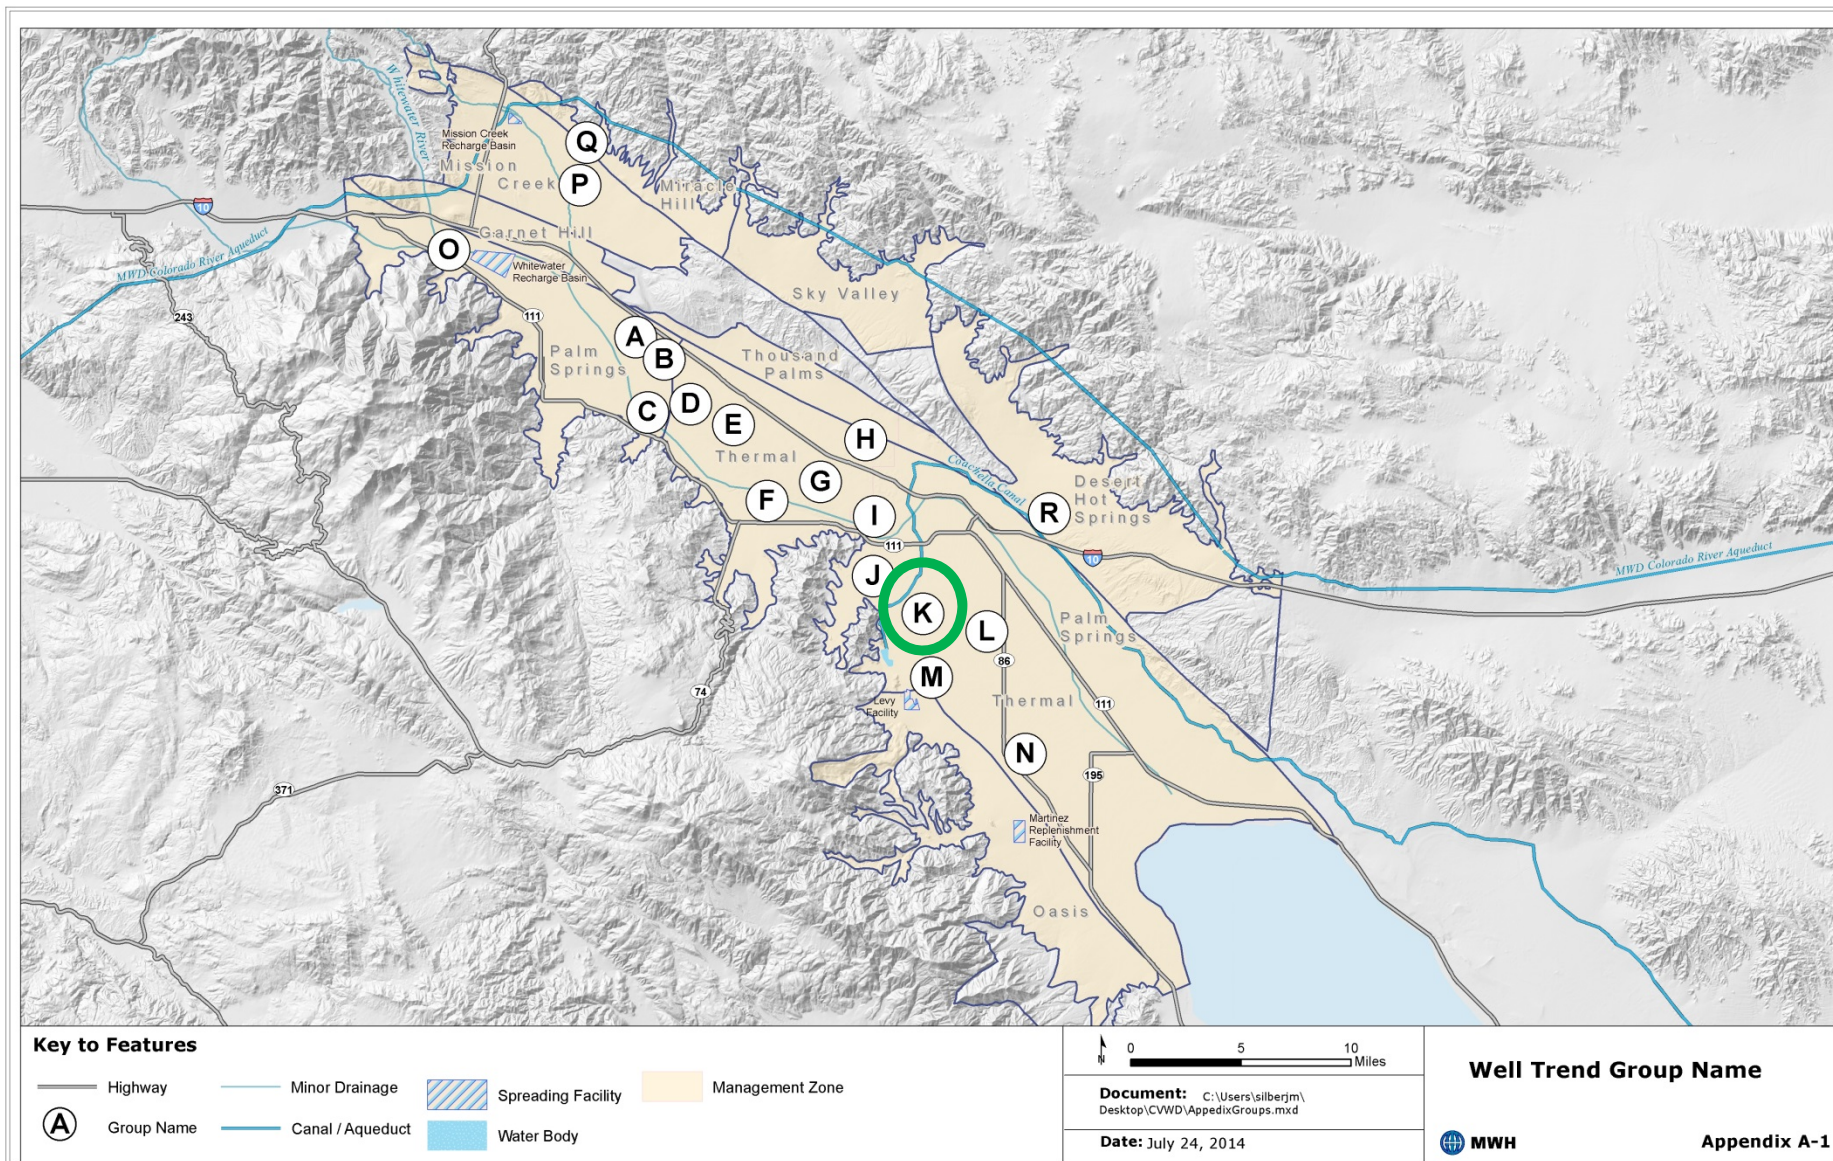 Mission Creek
Recharge Basin
Whitewater River
Mission
Creek
Q
P
Miracle
Hill
10
Garnet Hill
O
MWD Colorado River Aqueduct
Whitewater
Recharge Basin
Sky Valley
243
111
A
B
Palm
Springs
Thousand
Palms
C
D
E
H
Thermal
Coachella Canal
G
F
I
R
Desert
Hot
Springs
111
10
MWD Colorado River Aqueduct
J
K
L
Palm
Springs
86
M
74
Levy
Facility
Thermal
111
N
195
371
Martinez
Replenishment
Facility
Oasis
Key to Features
Highway
Minor Drainage
Spreading Facility
Management Zone
A
Group Name
Canal / Aqueduct
Water Body
N
0 5 10
Miles
Document: C:\Users\silberjm\
Desktop\CVWD\AppedixGroups.mxd
Date: July 24, 2014
Well Trend Group Name
MWH
Appendix A-1